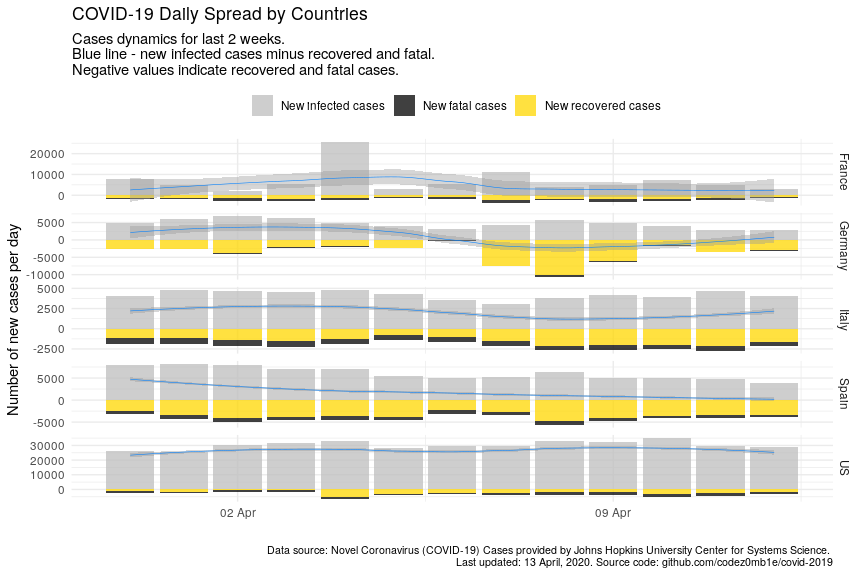 COVID-19 Daily Spread by Countries
Cases dynamics for last 2 weeks.
Blue line - new infected cases minus recovered and fatal.
Negative values indicate recovered and fatal cases.
New infected cases New fatal cases New recovered cases
Number of new cases per day
20000
10000
0
France
5000
0
-5000
-10000
Germany
5000
2500
0
-2500
Italy
5000
0
-5000
Spain
30000
20000
10000
0
US
02 Apr 09 Apr
Data source: Novel Coronavirus (COVID-19) Cases provided by Johns Hopkins University Center for Systems Science.
Last updated: 13 April, 2020. Source code: github.com/codez0mb1e/covid-2019